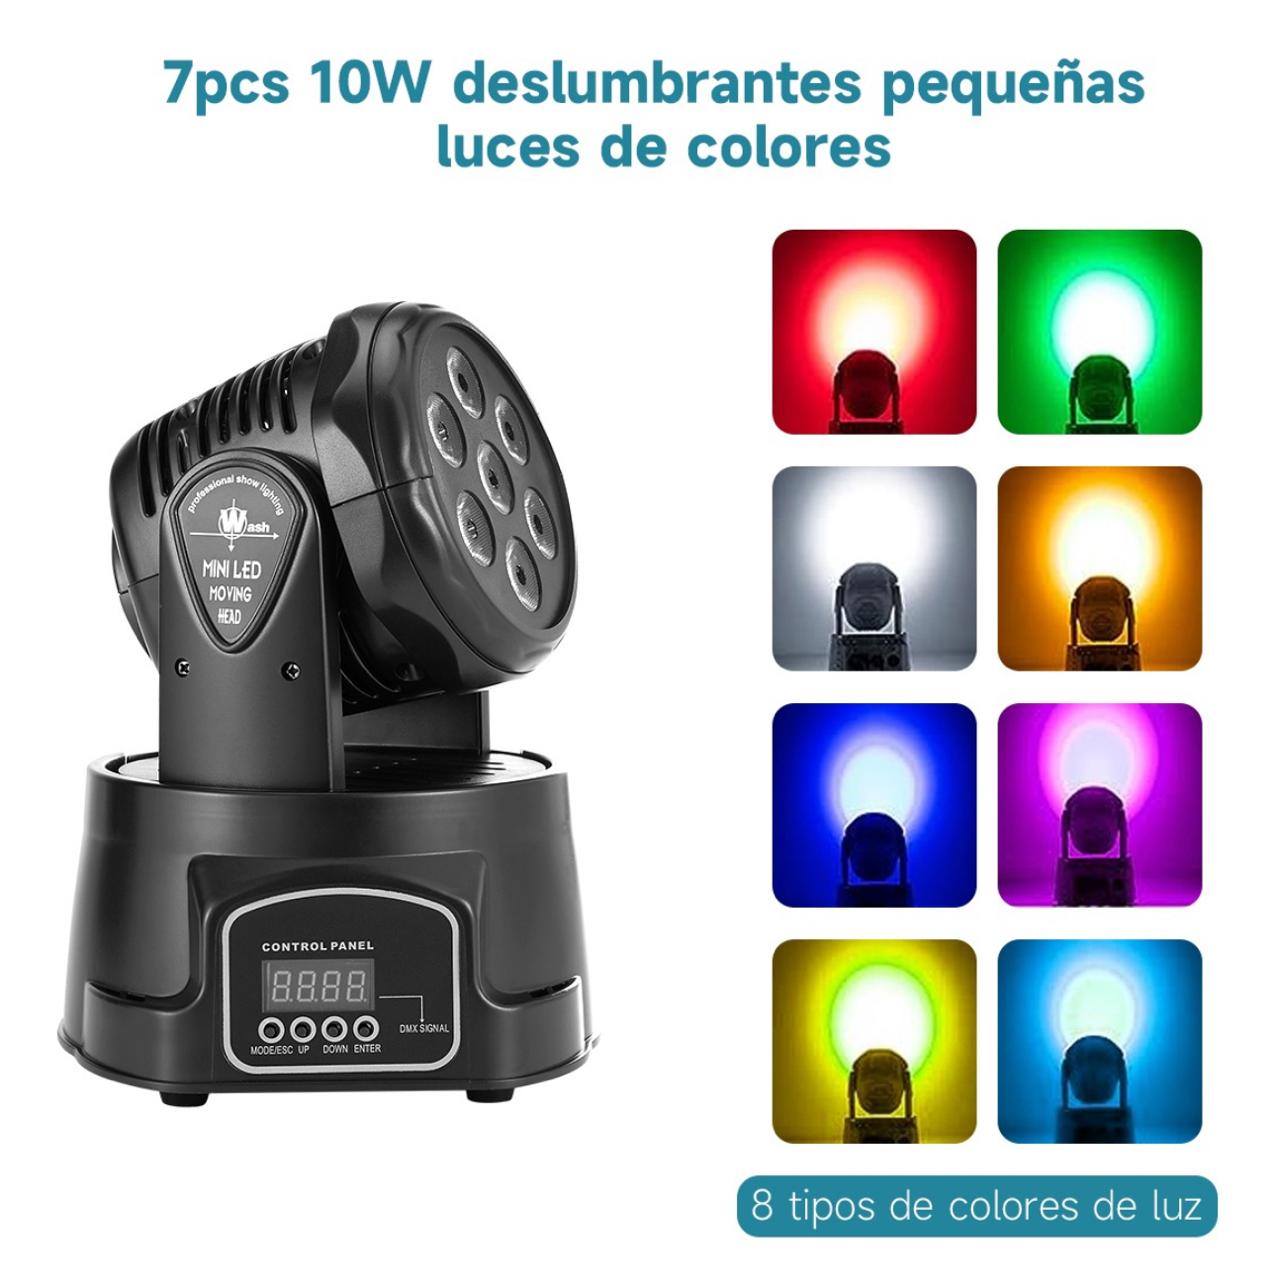 7pcs 10W deslumbrantes pequeñas
luces de colores
professional show lighting
Wash
MINI LED
MOVING
HEAD
CONTROL PANEL
8.8.8.8.
DMX SIGNAL
MODE/ESC UP DOWN ENTER
8 tipos de colores de luz